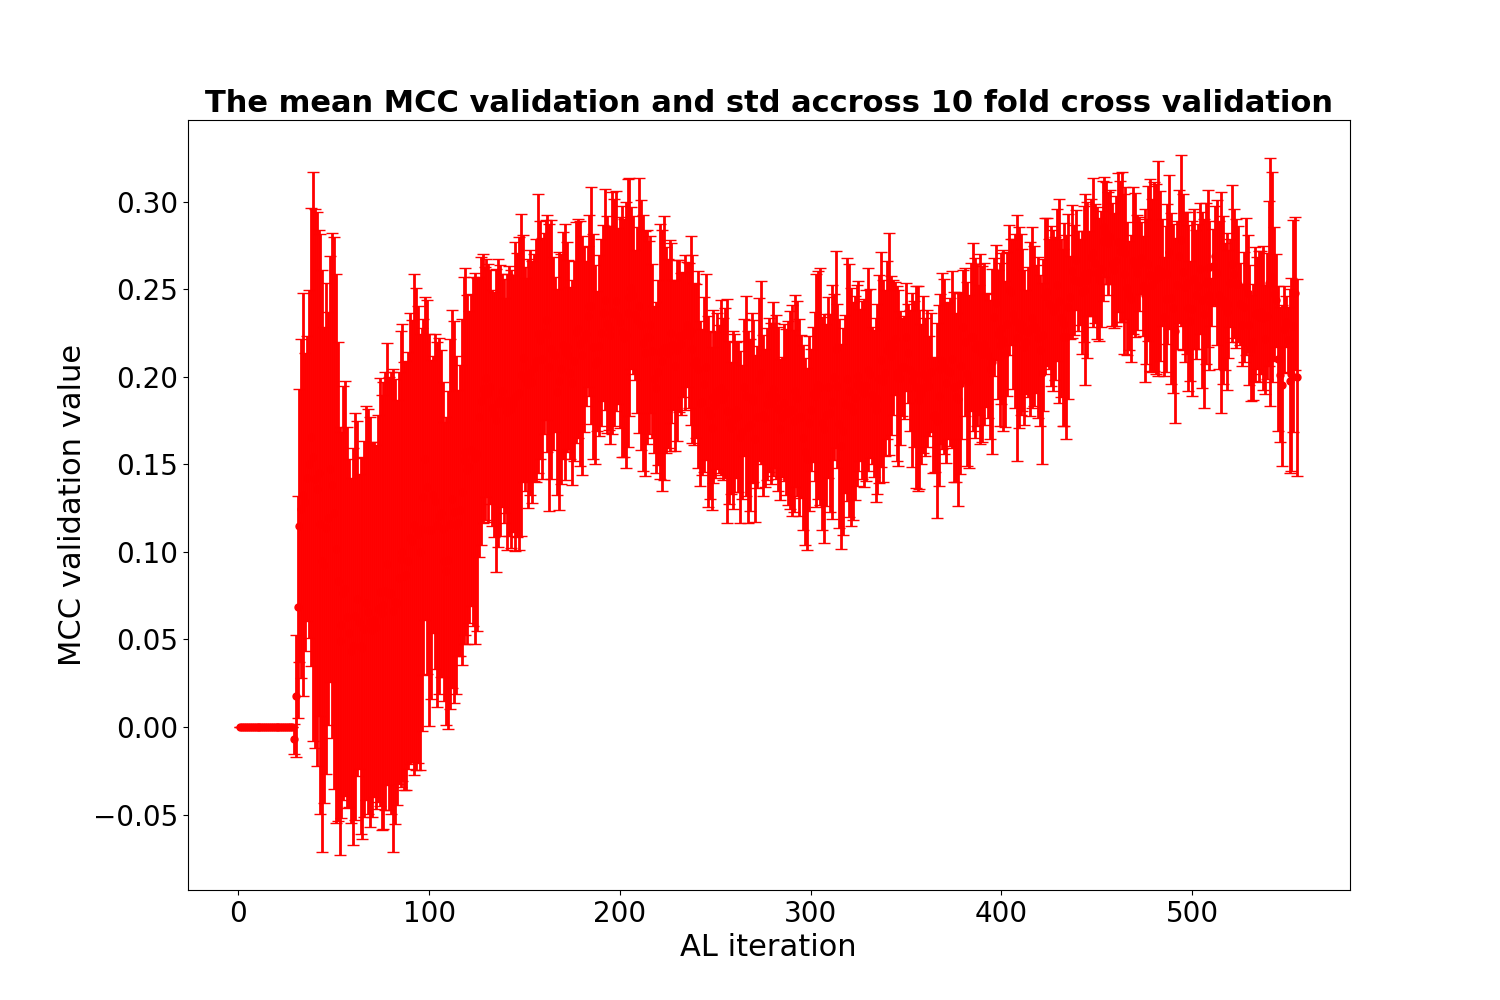 The mean MCC validation and std accross 10 fold cross validation
MCC validation value
0.30
0.25
0.20
0.15
0.10
0.05
0.00
−0.05
0 100 200 300 400 500
AL iteration